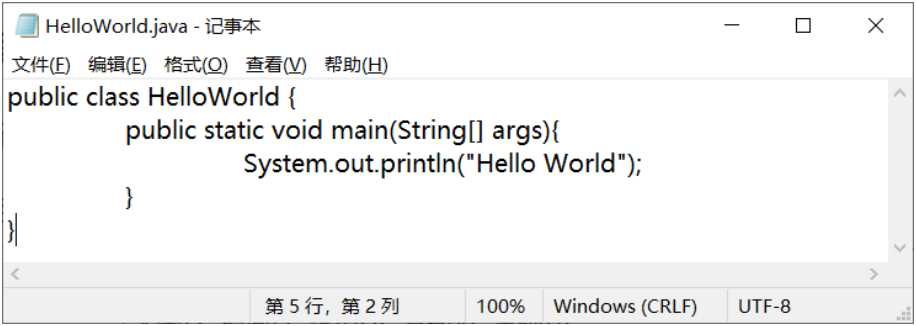 HelloWorld.java - 记事本
文件(F) 编辑(E) 格式(O) 查看(V) 帮助(H)
public class HelloWorld {
public static void main(String[] args){
System.out.println("Hello World");
}
}
第 5 行，第 2 列 100% Windows (CRLF) UTF-8